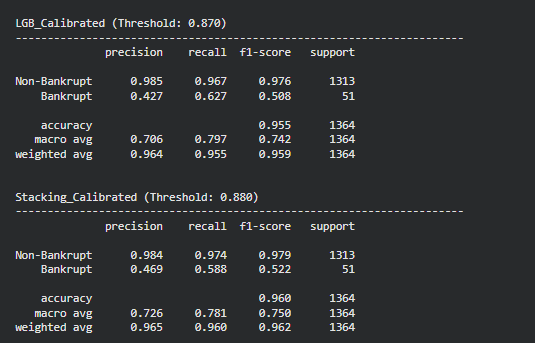 LGB_Calibrated (Threshold: 0.870)
----------------------------------------------------------------------
precision recall f1-score support
Non-Bankrupt 0.985 0.967 0.976 1313
Bankrupt 0.427 0.627 0.508 51
accuracy 0.955 1364
macro avg 0.706 0.797 0.742 1364
weighted avg 0.964 0.955 0.959 1364
Stacking_Calibrated (Threshold: 0.880)
----------------------------------------------------------------------
precision recall f1-score support
Non-Bankrupt 0.984 0.974 0.979 1313
Bankrupt 0.469 0.588 0.522 51
accuracy 0.960 1364
macro avg 0.726 0.781 0.750 1364
weighted avg 0.965 0.960 0.962 1364